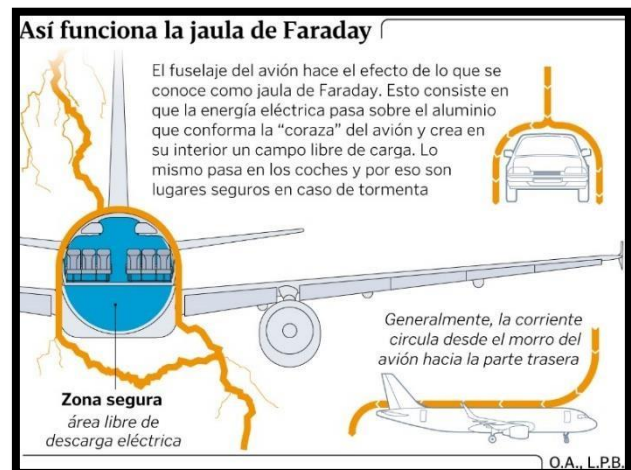 Así funciona la jaula de Faraday
El fuselaje del avión hace el efecto de lo que se
conoce como jaula de Faraday. Esto consiste en
que la energía eléctrica pasa sobre el aluminio
que conforma la “coraza” del avión y crea en
su interior un campo libre de carga. Lo
mismo pasa en los coches y por eso son
lugares seguros en caso de tormenta
Generalmente, la corriente
circula desde el morro del
avión hacia la parte trasera
Zona segura
área libre de
descarga eléctrica
O.A., L.P.B.